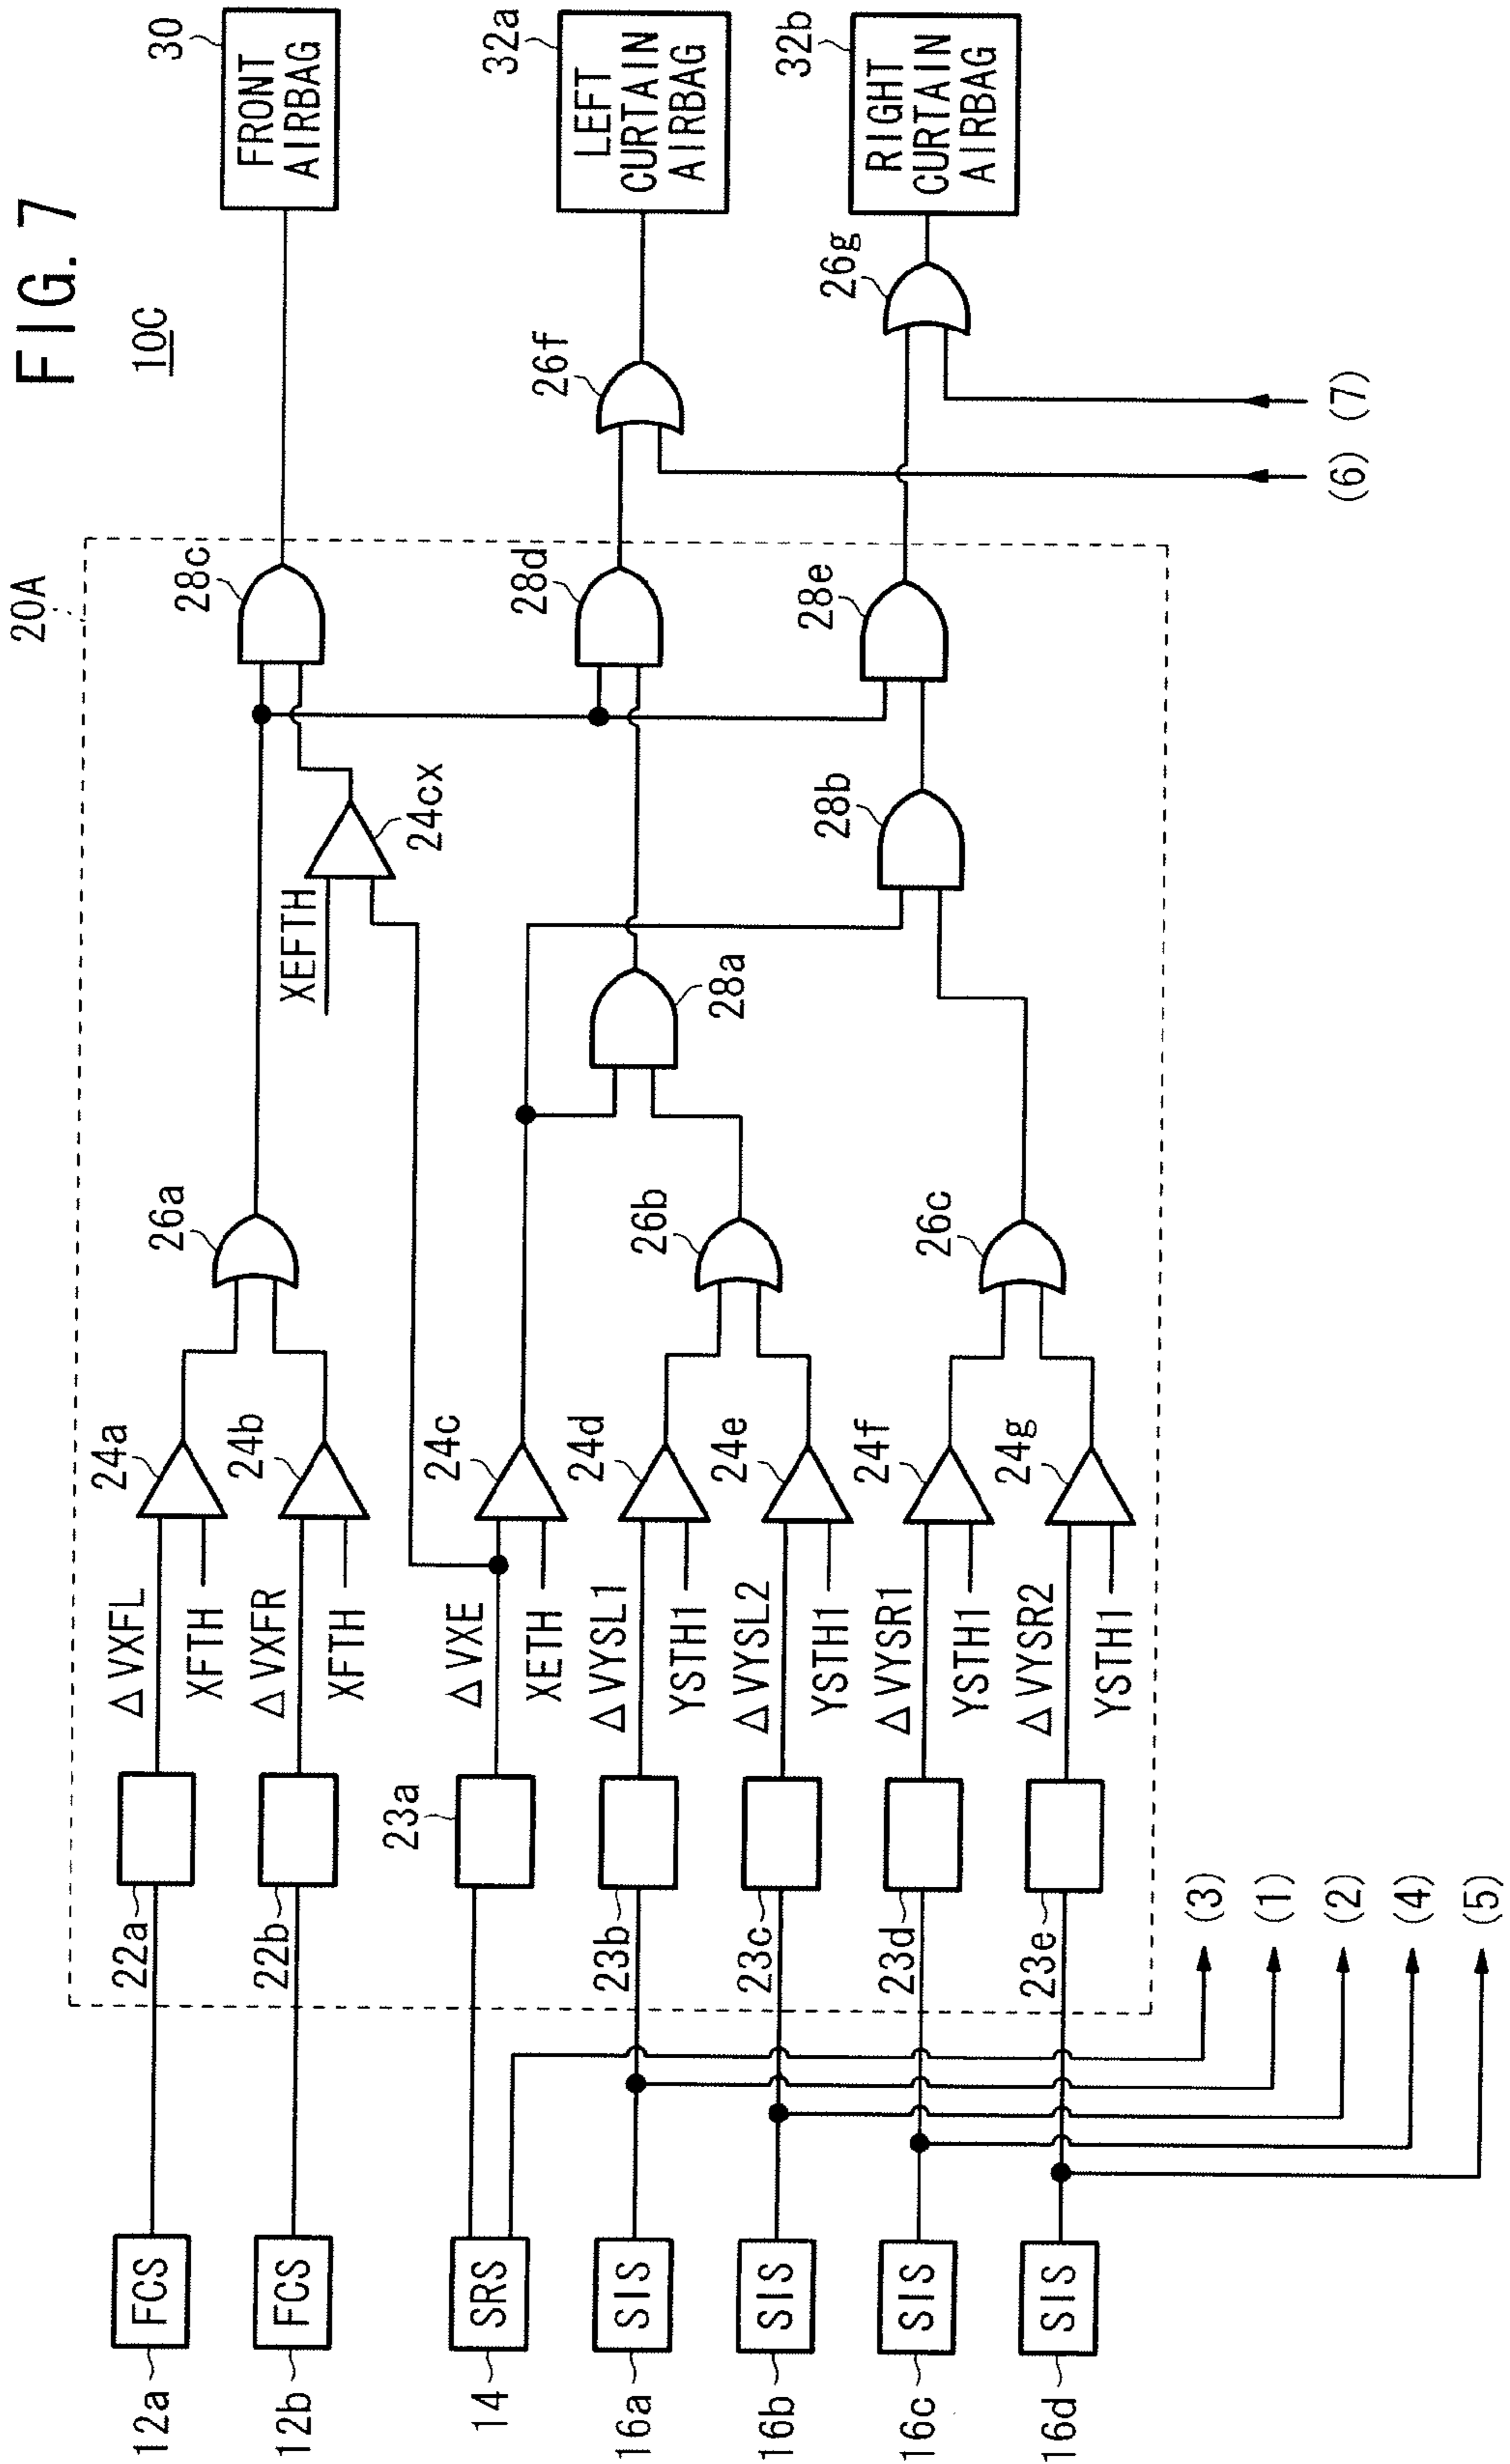 FIG. 7
10C
20A
12a
FCS
22a
ΔVXFL
XFTH
24a
12b
FCS
22b
ΔVXFR
XFTH
24b
26a
28c
30
FRONT
AIRBAG
XEFTH
24cx
14
SRS
23a
ΔVXE
XETH
24c
16a
SIS
23b
ΔVYSL1
YSTH1
24d
16b
SIS
23c
ΔVYSL2
YSTH1
24e
26b
28a
28d
26f
32a
LEFT
CURTAIN
AIRBAG
16c
SIS
23d
ΔVYSR1
YSTH1
24f
16d
SIS
23e
ΔVYSR2
YSTH1
24g
26c
28b
28e
26g
32b
RIGHT
CURTAIN
AIRBAG
(3)
(1)
(2)
(4)
(5)
(6)
(7)